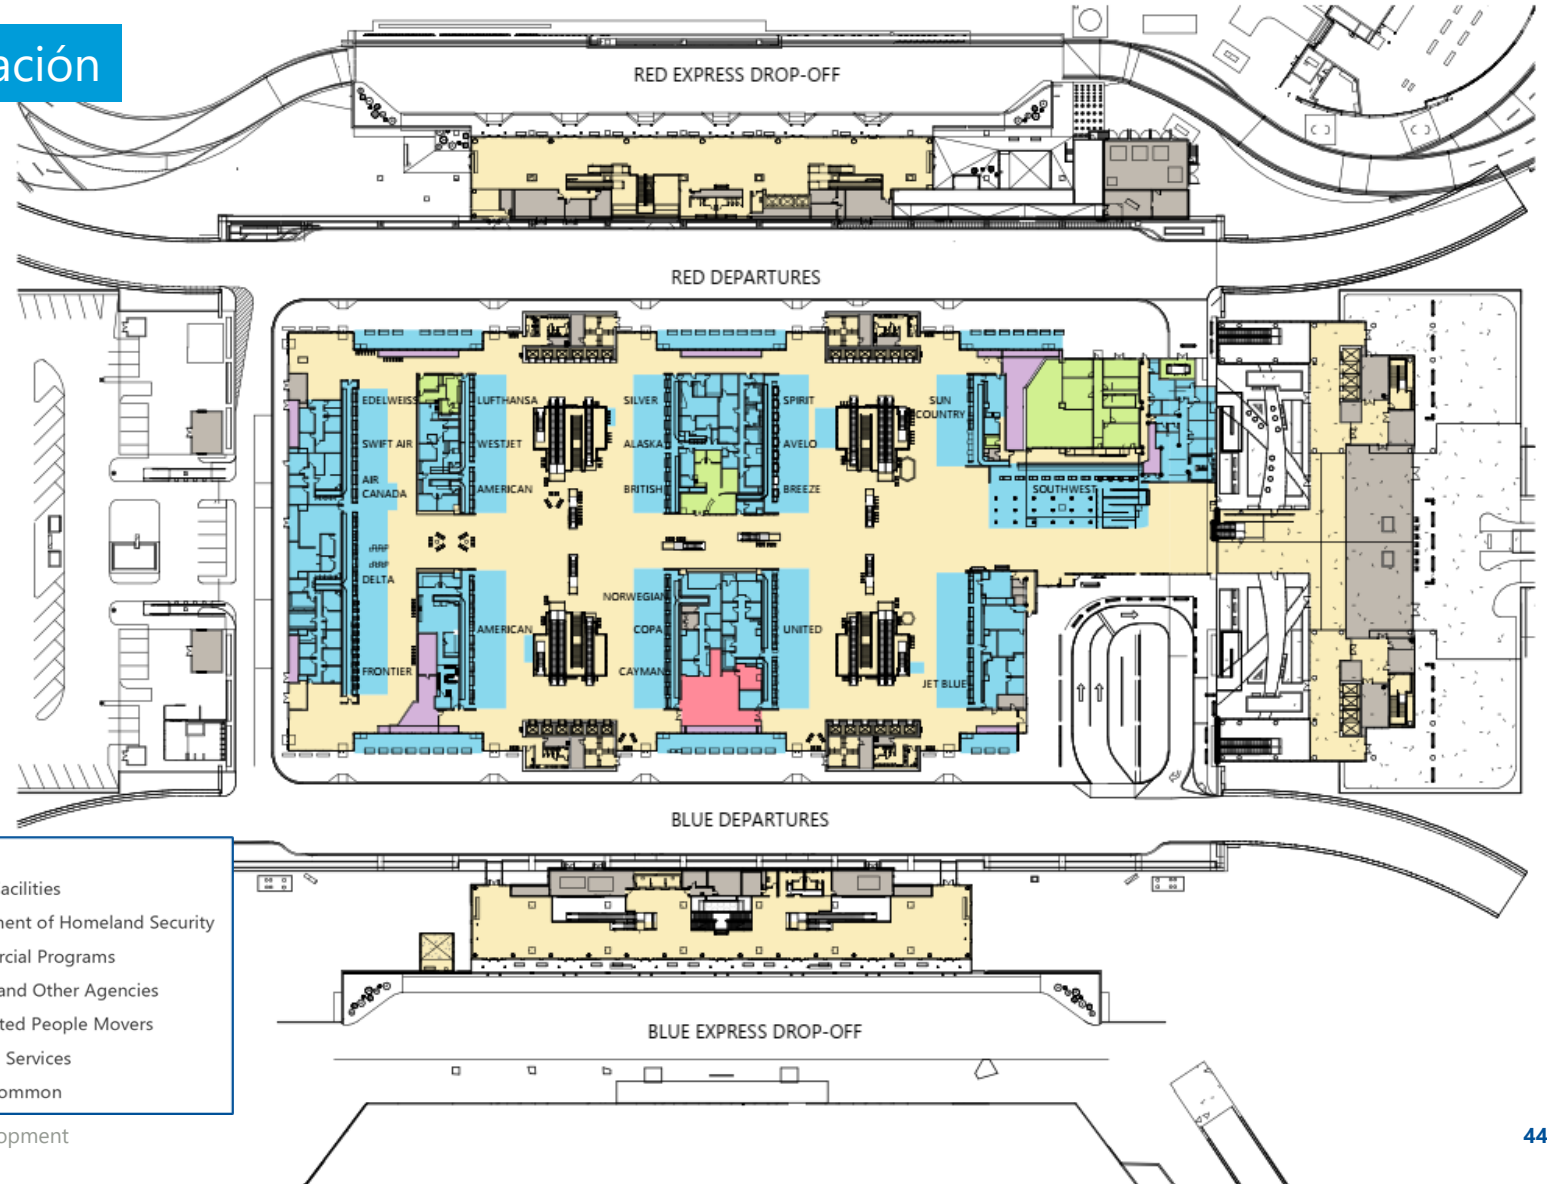 ación
RED EXPRESS DROP-OFF
RED DEPARTURES
EDELWEISS
LUFTHANSA
SILVER
SPIRIT
SUN
COUNTRY
SWIFT AIR
WESTJET
ALASKA
AVELO
AIR
CANADA
AMERICAN
BRITISH
BREEZE
SOUTHWEST
DELTA
NORWEGIAN
AMERICAN
COPA
UNITED
FRONTIER
CAYMAN
JET BLUE
BLUE DEPARTURES
acilities
ment of Homeland Security
rcial Programs
and Other Agencies
ted People Movers
Services
ommon
BLUE EXPRESS DROP-OFF
opment
44